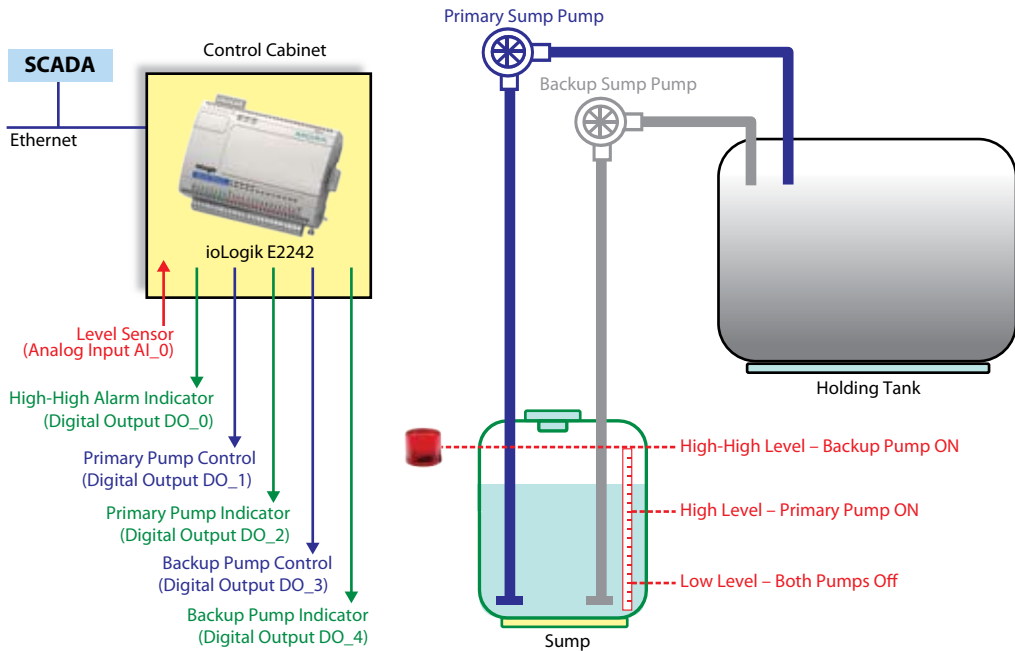 Primary Sump Pump
Control Cabinet
SCADA
Backup Sump Pump
Ethernet
ioLogik E2242
Level Sensor
(Analog Input AI_0)
High-High Alarm Indicator
(Digital Output DO_0)
Primary Pump Control
(Digital Output DO_1)
Primary Pump Indicator
(Digital Output DO_2)
Backup Pump Control
(Digital Output DO_3)
Backup Pump Indicator
(Digital Output DO_4)
Holding Tank
High-High Level – Backup Pump ON
High Level – Primary Pump ON
Low Level – Both Pumps Off
Sump